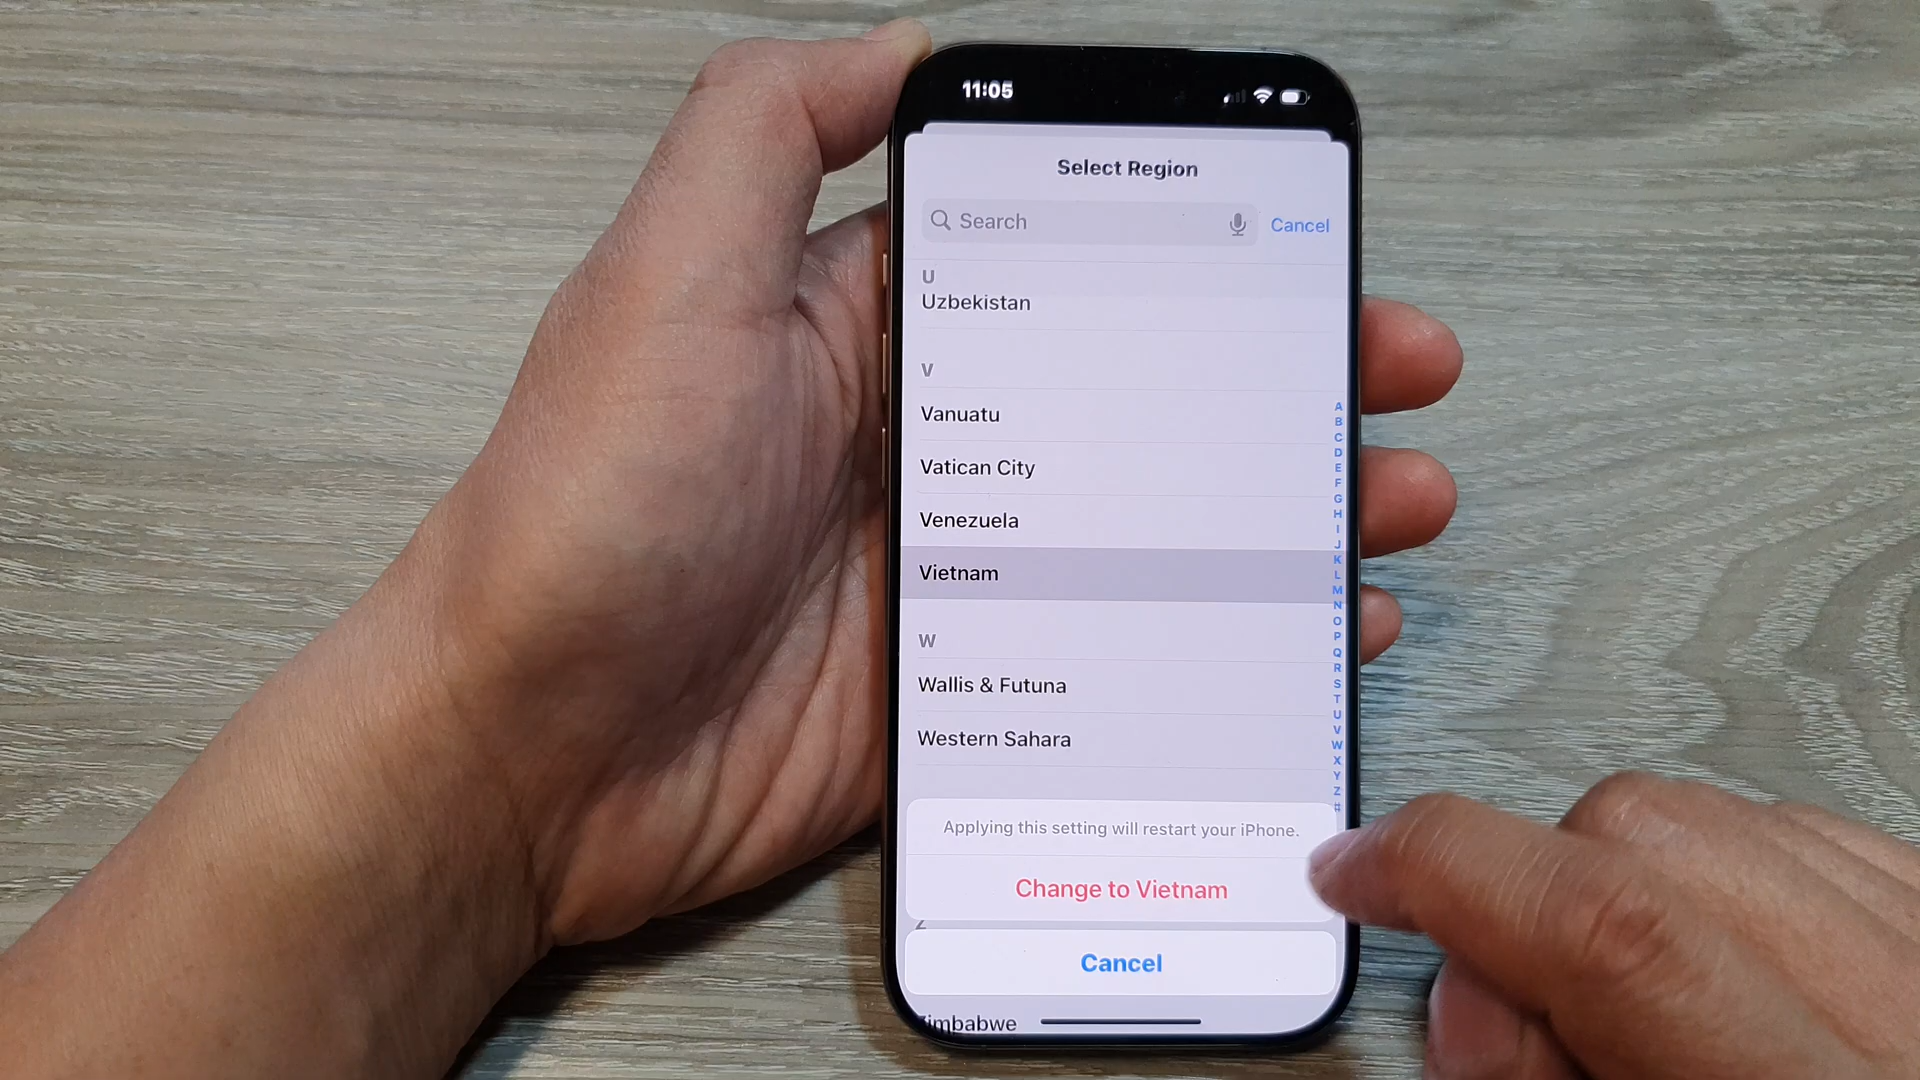 11:05
Select Region
Search
Cancel
U
Uzbekistan
V
Vanuatu
Vatican City
Venezuela
Vietnam
W
Wallis & Futuna
Western Sahara
A
B
C
D
E
F
G
H
I
J
K
L
M
N
O
P
Q
R
S
T
U
V
W
X
Y
Z
#
Applying this setting will restart your iPhone.
Change to Vietnam
Z
Cancel
Zimbabwe